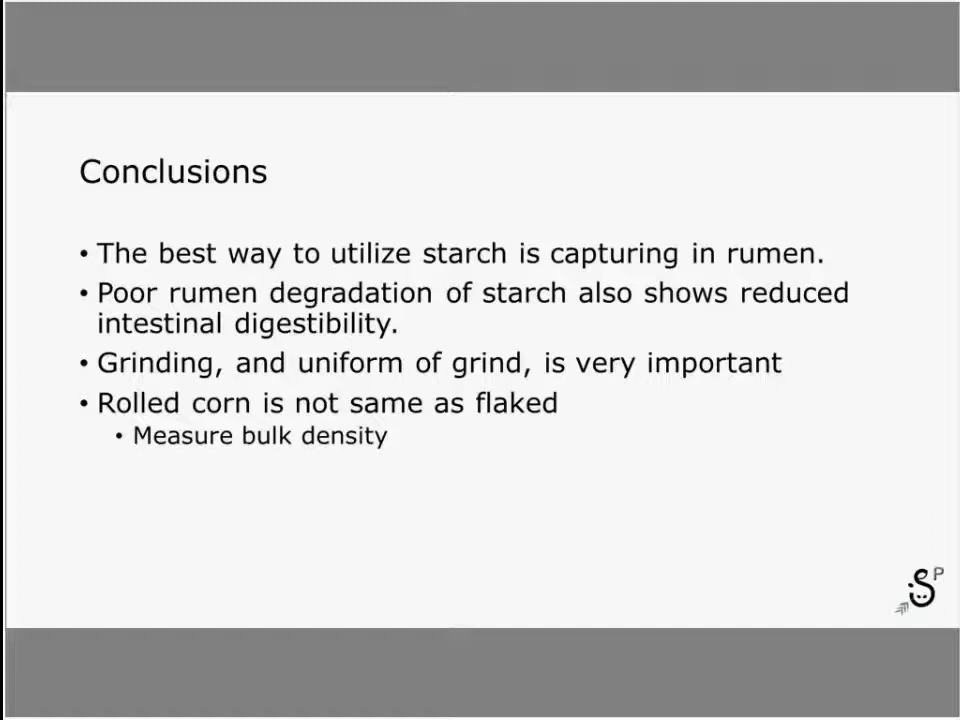 Conclusions
• The best way to utilize starch is capturing in rumen.
• Poor rumen degradation of starch also shows reduced
intestinal digestibility.
• Grinding, and uniform of grind, is very important
• Rolled corn is not same as flaked
• Measure bulk density
SP